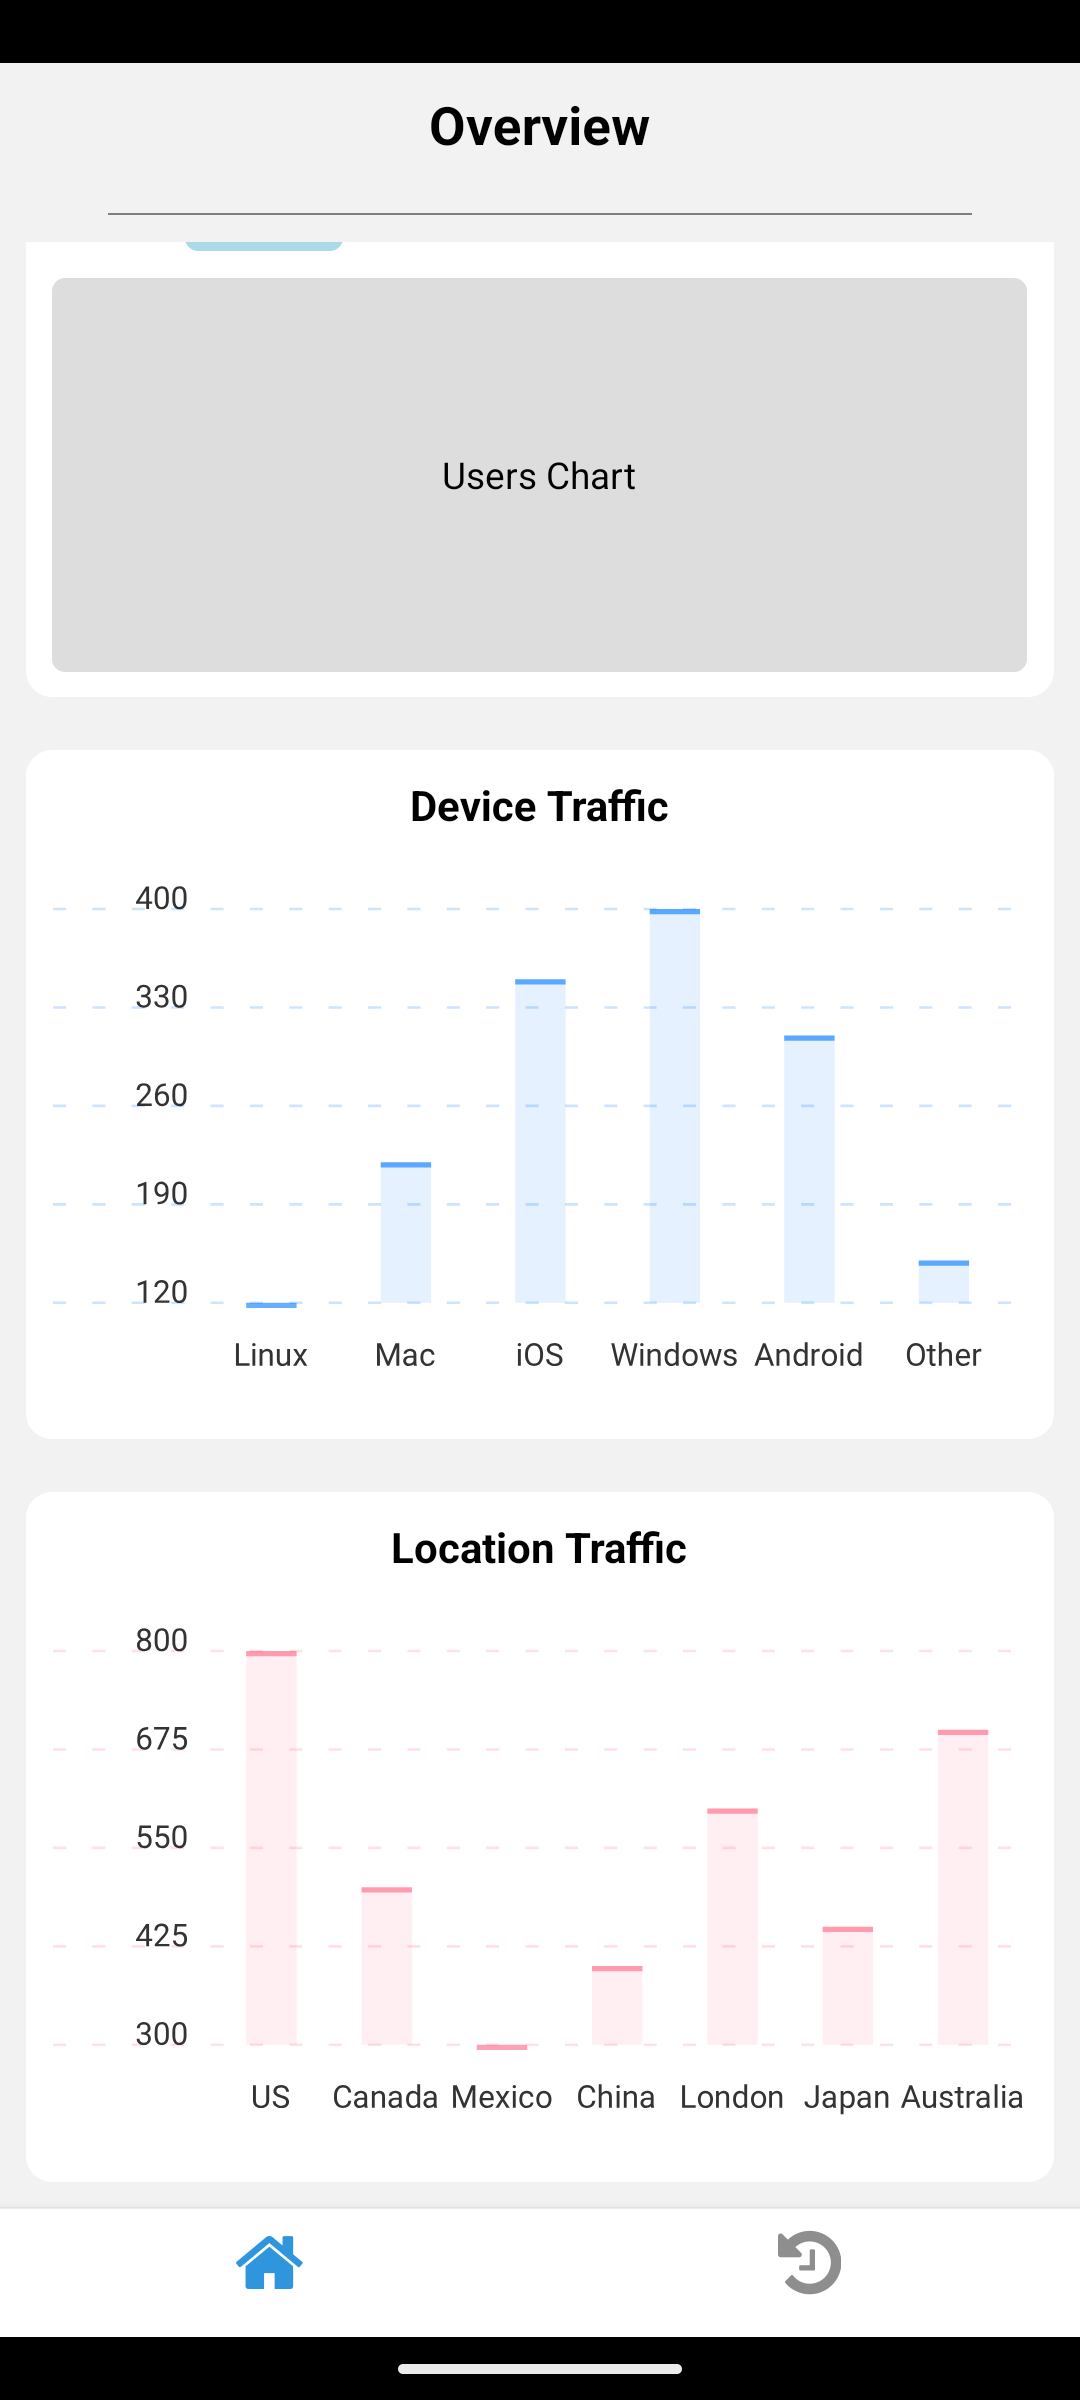 Overview
Users Chart
Device Traffic
400
330
260
190
120
Linux Mac iOS Windows Android Other
Location Traffic
800
675
550
425
300
US Canada Mexico China London Japan Australia